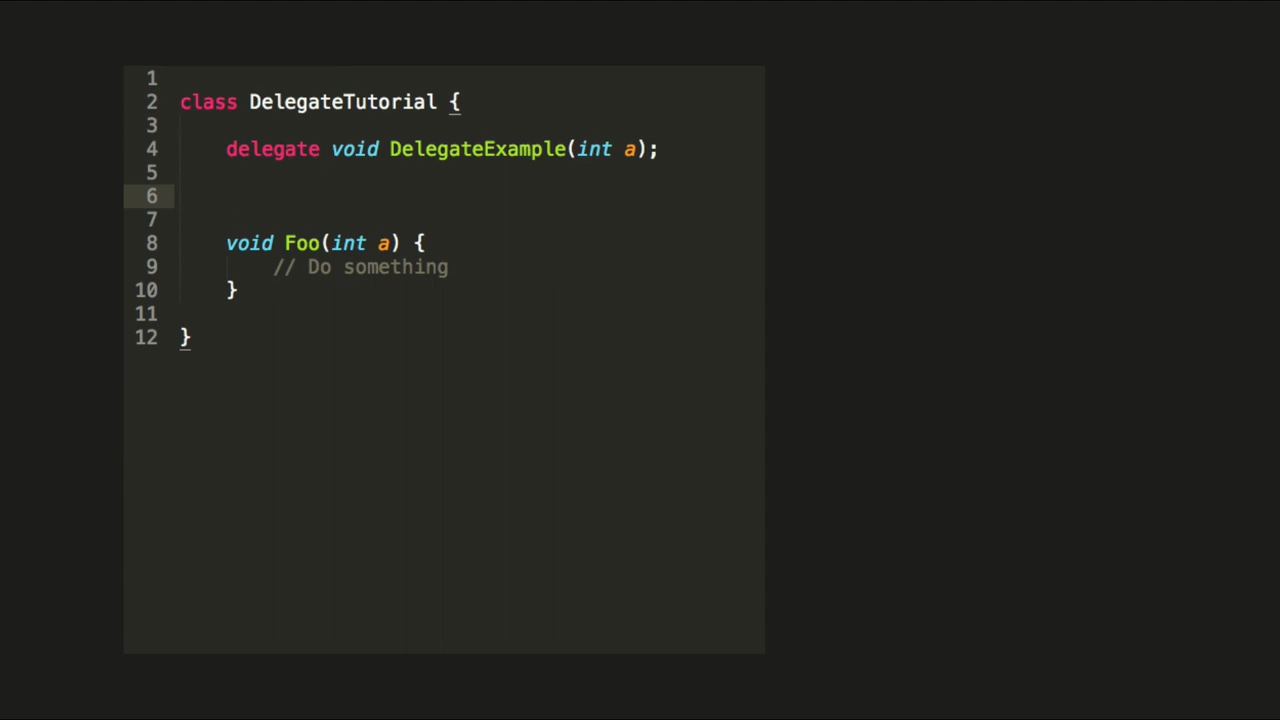 1
2 class DelegateTutorial {
3
4 delegate void DelegateExample(int a);
5
6
7
8 void Foo(int a) {
9 // Do something
10 }
11
12 }